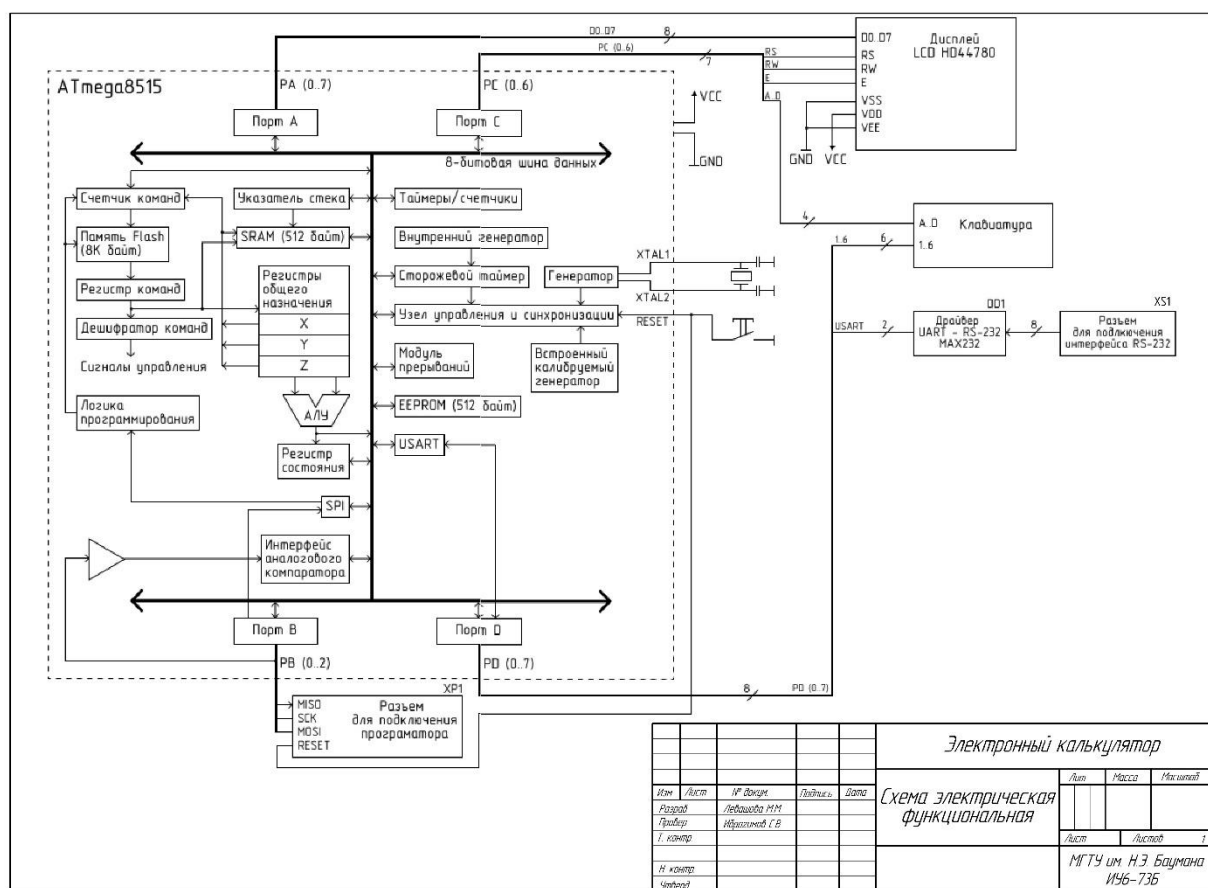 D0..D7
8
PC (0..6)
7
Дисплей
LCD HD44780
D0..D7
RS
RW
E
VSS
VDD
VEE
RS
RW
E
A..D
GND
VCC
ATmega8515
PA (0..7)
PC (0..6)
VCC
GND
Порт A
Порт C
8-битовая шина данных
Счетчик команд
Указатель стека
Таймеры/счетчики
Память Flash
(8K байт)
SRAM (512 байт)
Внутренний генератор
Регистр команд
Регистры
общего
назначения
X
Y
Z
Сторожевой таймер
Генератор
XTAL1
XTAL2
RESET
Дешифратор команд
Узел управления и синхронизации
Сигналы управления
Модуль
прерываний
Встроенный
калибруемый
генератор
Логика
программирования
АЛУ
EEPROM (512 байт)
Регистр
состояния
USART
SPI
Интерфейс
аналогового
компаратора
Порт B
Порт D
PB (0..2)
PD (0..7)
4
A..D
Клавиатура
1..6
6
1..6
USART
2
DD1
Драйвер
UART - RS-232
MAX232
8
XS1
Разъем
для подключения
интерфейса RS-232
8
PD (0..7)
XP1
MISO
SCK
MOSI
RESET
Разъем
для подключения
програматора
Электронный калькулятор
Схема электрическая
функциональная
Лит
Масса
Масштаб
Изм
Лист
№ докум.
Подпись
Дата
Разраб
Левашова М.М.
Провер
Ибрагимов С.В.
Т. контр.
Лист
Листов 1
Н. контр.
Утверд.
МГТУ им. Н.Э. Баумана
ИУ6-73Б